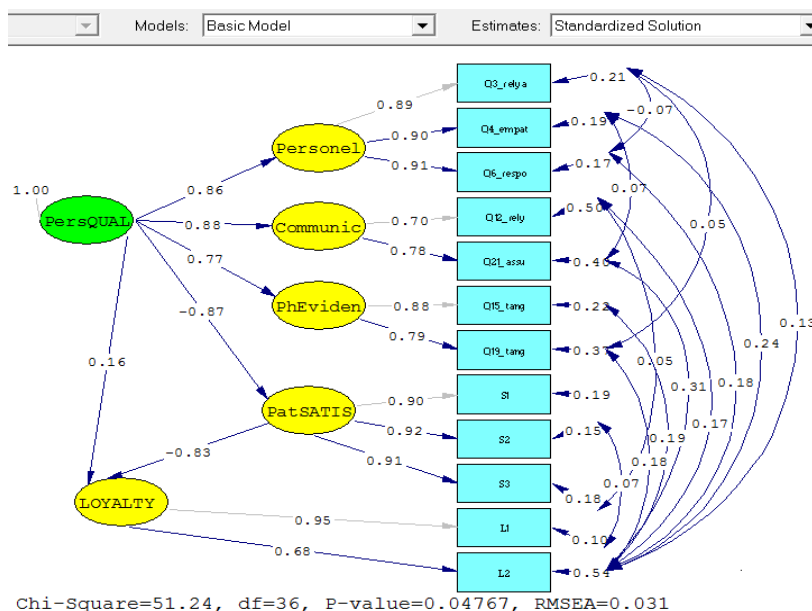 Models: Basic Model Estimates: Standardized Solution
0.21
Q3_relya
0.89
-0.07
Personel
0.90
Q4_empat
0.19
0.91
Q6_respo
0.17
1.00
0.86
0.07
PersQUAL
0.88
Communic
0.70
Q12_rely
0.50
0.05
0.78
Q21_assu
0.40
0.77
PhEviden
0.88
Q15_tang
0.22
-0.87
0.79
Q19_tang
0.37
0.13
0.24
0.05
0.18
0.16
0.31
PatSATIS
0.90
S1
0.19
0.17
0.92
S2
0.15
0.19
-0.83
0.91
S3
0.18
0.18
0.07
LOYALTY
0.95
L1
0.10
0.68
L2
0.54
Chi-Square=51.24, df=36, P-value=0.04767, RMSEA=0.031